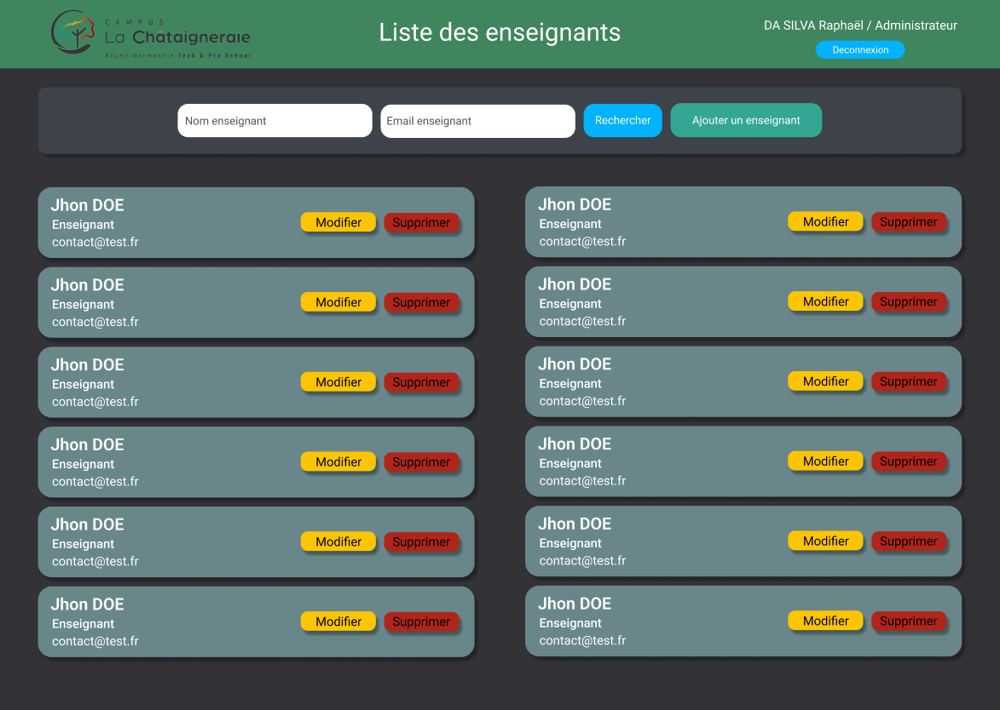 CAMPUS
La Châtaigneraie
Rouen-Normandie Tech & Pro School
Liste des enseignants
DA SILVA Raphaël / Administrateur
Deconnexion
Nom enseignant
Email enseignant
Rechercher
Ajouter un enseignant
Jhon DOE
Enseignant
contact@test.fr
Modifier
Supprimer
Jhon DOE
Enseignant
contact@test.fr
Modifier
Supprimer
Jhon DOE
Enseignant
contact@test.fr
Modifier
Supprimer
Jhon DOE
Enseignant
contact@test.fr
Modifier
Supprimer
Jhon DOE
Enseignant
contact@test.fr
Modifier
Supprimer
Jhon DOE
Enseignant
contact@test.fr
Modifier
Supprimer
Jhon DOE
Enseignant
contact@test.fr
Modifier
Supprimer
Jhon DOE
Enseignant
contact@test.fr
Modifier
Supprimer
Jhon DOE
Enseignant
contact@test.fr
Modifier
Supprimer
Jhon DOE
Enseignant
contact@test.fr
Modifier
Supprimer
Jhon DOE
Enseignant
contact@test.fr
Modifier
Supprimer
Jhon DOE
Enseignant
contact@test.fr
Modifier
Supprimer